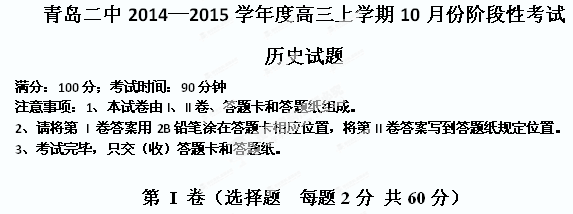 青岛二中 2014—2015 学年度高三上学期 10 月份阶段性考试
历史试题
满分：100 分；考试时间：90 分钟
注意事项：1、本试卷由 I、II 卷、答题卡和答题纸组成。
2、请将第 I 卷答案用 2B 铅笔涂在答题卡相应位置，将第 II 卷答案写到答题纸规定位置。
3、考试完毕，只交（收）答题卡和答题纸。
第 I 卷（选择题 每题 2 分 共 60 分）